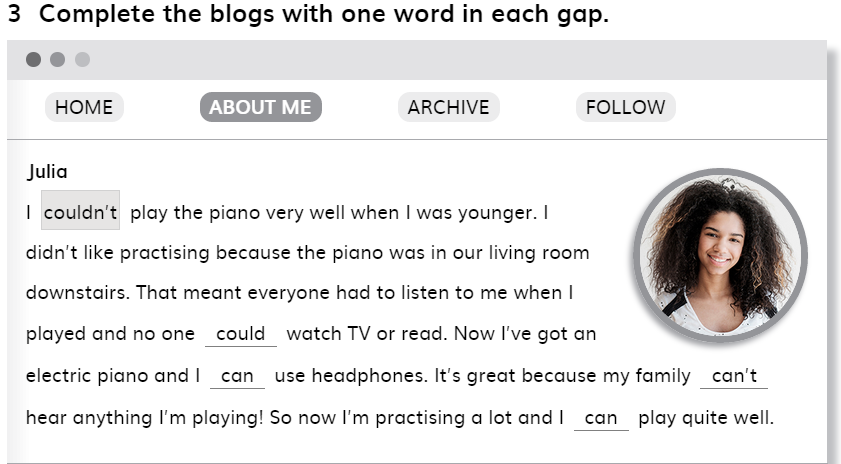 3 Complete the blogs with one word in each gap.
HOME ABOUT ME ARCHIVE FOLLOW
Julia
I couldn't play the piano very well when I was younger. I
didn't like practising because the piano was in our living room
downstairs. That meant everyone had to listen to me when I
played and no one could watch TV or read. Now I've got an
electric piano and I can use headphones. It's great because my family can't
hear anything I'm playing! So now I'm practising a lot and I can play quite well.